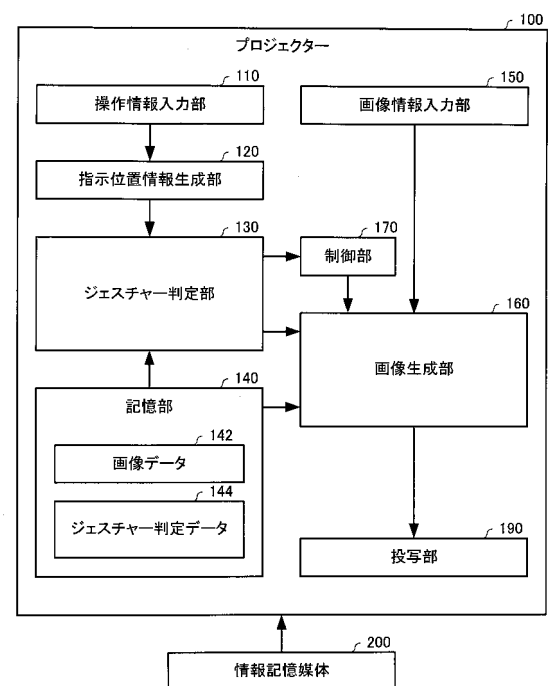 100
プロジェクター
110
操作情報入力部
150
画像情報入力部
120
指示位置情報生成部
130
ジェスチャー判定部
170
制御部
160
画像生成部
140
記憶部
142
画像データ
144
ジェスチャー判定データ
190
投写部
200
情報記憶媒体